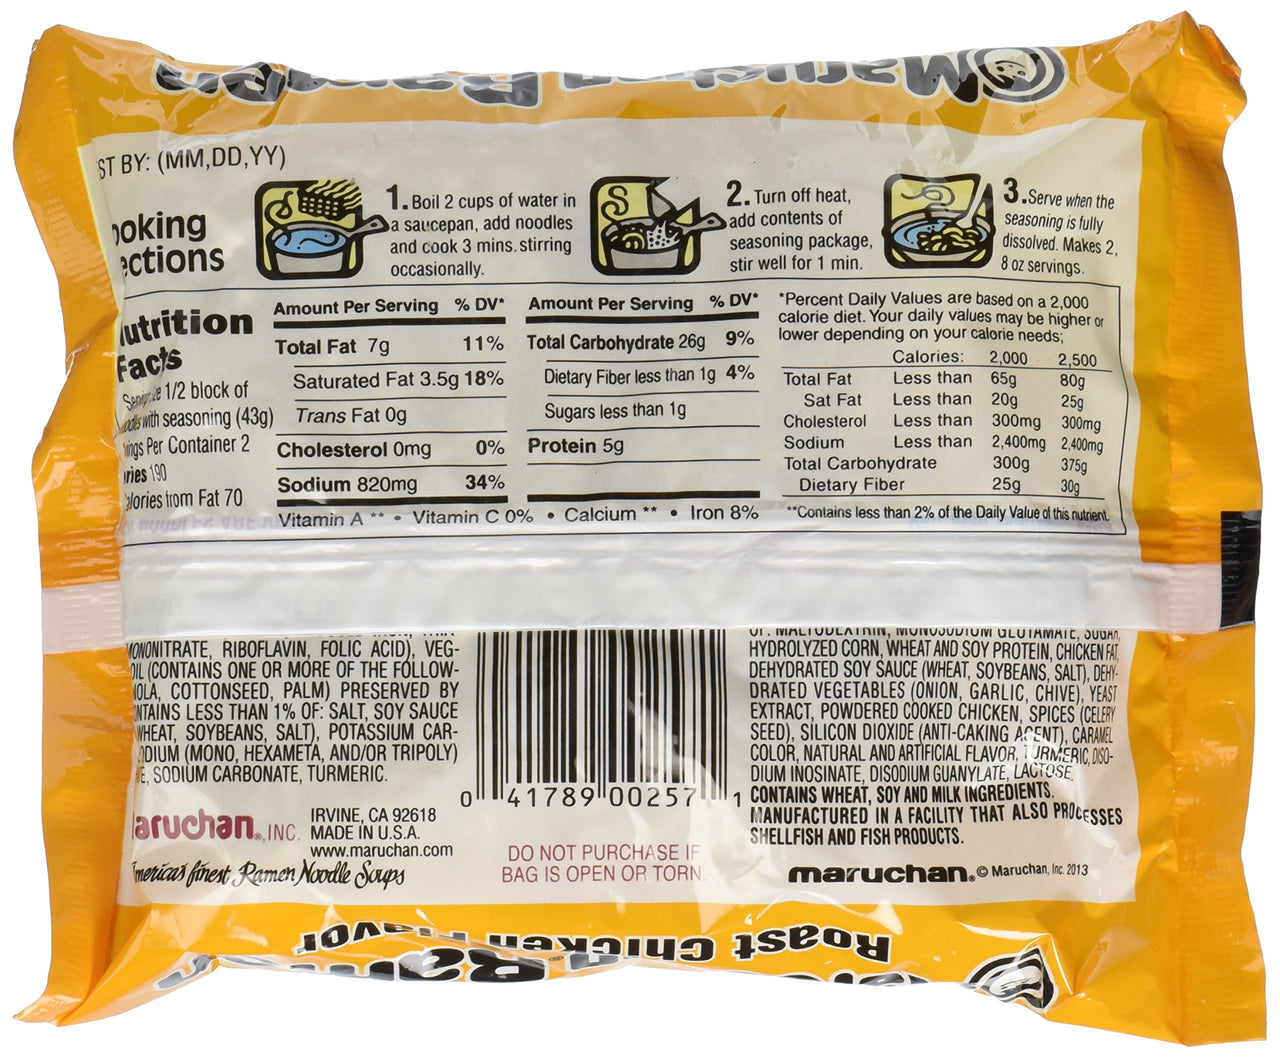 Maruchan Ramen
ST BY: (MM,DD,YY)
ooking
ections
1. Boil 2 cups of water in
a saucepan, add noodles
and cook 3 mins. stirring
occasionally.
2. Turn off heat,
add contents of
seasoning package,
stir well for 1 min.
3. Serve when the
seasoning is fully
dissolved. Makes 2,
8 oz servings.
utrition
Facts
1/2 block of
with seasoning (43g)
ings Per Container 2
ries 190
alories from Fat 70
Amount Per Serving % DV*
Total Fat 7g 11%
Saturated Fat 3.5g 18%
Trans Fat 0g
Cholesterol 0mg 0%
Sodium 820mg 34%
Amount Per Serving % DV*
Total Carbohydrate 26g 9%
Dietary Fiber less than 1g 4%
Sugars less than 1g
Protein 5g
Vitamin A ** • Vitamin C 0% • Calcium ** • Iron 8%
*Percent Daily Values are based on a 2,000
calorie diet. Your daily values may be higher or
lower depending on your calorie needs;
Calories: 2,000 2,500
Total Fat Less than 65g 80g
Sat Fat Less than 20g 25g
Cholesterol Less than 300mg 300mg
Sodium Less than 2,400mg 2,400mg
Total Carbohydrate 300g 375g
Dietary Fiber 25g 30g
**Contains less than 2% of the Daily Value of this nutrient.
MONONITRATE, RIBOFLAVIN, FOLIC ACID), VEG-
OIL (CONTAINS ONE OR MORE OF THE FOLLOW-
NOLA, COTTONSEED, PALM) PRESERVED BY
NTAINS LESS THAN 1% OF: SALT, SOY SAUCE
WHEAT, SOYBEANS, SALT), POTASSIUM CAR-
DIUM (MONO, HEXAMETA, AND/OR TRIPOLY)
E, SODIUM CARBONATE, TURMERIC.
aruchan®, INC.
IRVINE, CA 92618
MADE IN U.S.A.
www.maruchan.com
merica's finest Ramen Noodle Soups
0 41789 00257 1
DO NOT PURCHASE IF
BAG IS OPEN OR TORN.
OF: MALTODEXTRIN, MONOSODIUM GLUTAMATE, SUGAR,
HYDROLYZED CORN, WHEAT AND SOY PROTEIN, CHICKEN FAT,
DEHYDRATED SOY SAUCE (WHEAT, SOYBEANS, SALT), DEHY-
DRATED VEGETABLES (ONION, GARLIC, CHIVE), YEAST
EXTRACT, POWDERED COOKED CHICKEN, SPICES (CELERY
SEED), SILICON DIOXIDE (ANTI-CAKING AGENT), CARAMEL
COLOR, NATURAL AND ARTIFICIAL FLAVOR, TURMERIC, DISO-
DIUM INOSINATE, DISODIUM GUANYLATE, LACTOSE.
CONTAINS WHEAT, SOY AND MILK INGREDIENTS.
MANUFACTURED IN A FACILITY THAT ALSO PROCESSES
SHELLFISH AND FISH PRODUCTS.
maruchan® © Maruchan, Inc. 2013
Roast Chicken Flavor